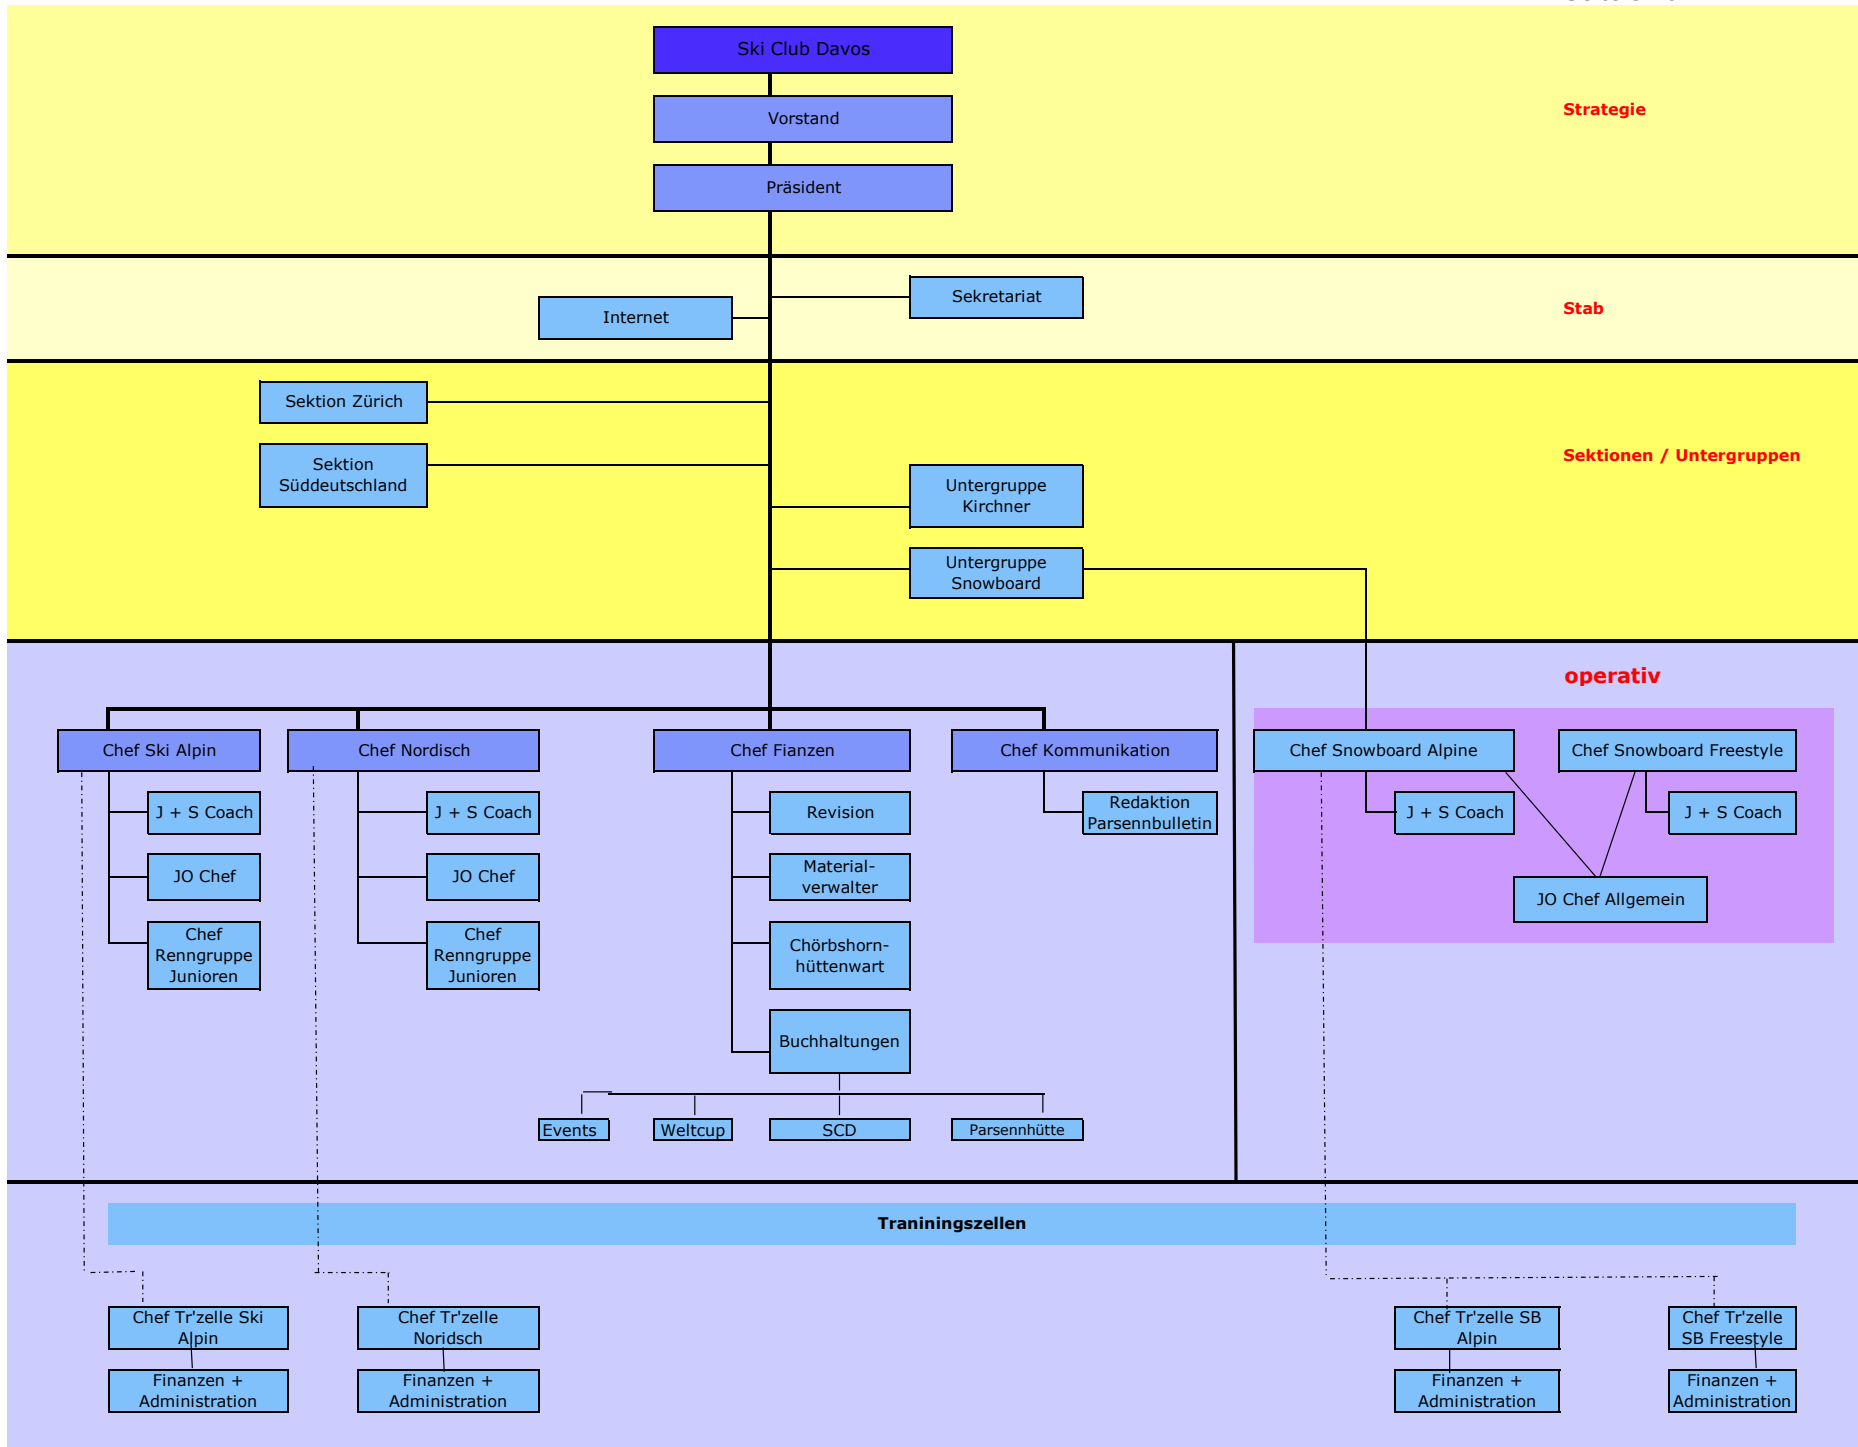 Ski Club Davos
Vorstand
Strategie
Präsident
Sekretariat
Internet
Stab
Sektion Zürich
Sektion
Süddeutschland
Sektionen / Untergruppen
Untergruppe
Kirchner
Untergruppe
Snowboard
operativ
Chef Ski Alpin
Chef Nordisch
Chef Fianzen
Chef Kommunikation
Chef Snowboard Alpine
Chef Snowboard Freestyle
J + S Coach
J + S Coach
Revision
Redaktion
Parsennbulletin
J + S Coach
J + S Coach
JO Chef
JO Chef
Material-
verwalter
JO Chef Allgemein
Chef
Renngruppe
Junioren
Chef
Renngruppe
Junioren
Chörbshorn-
hüttenwart
Buchhaltungen
Events
Weltcup
SCD
Parsennhütte
Traniningszellen
Chef Tr'zelle Ski
Alpin
Chef Tr'zelle
Noridsch
Chef Tr'zelle SB
Alpin
Chef Tr'zelle
SB Freestyle
Finanzen +
Administration
Finanzen +
Administration
Finanzen +
Administration
Finanzen +
Administration